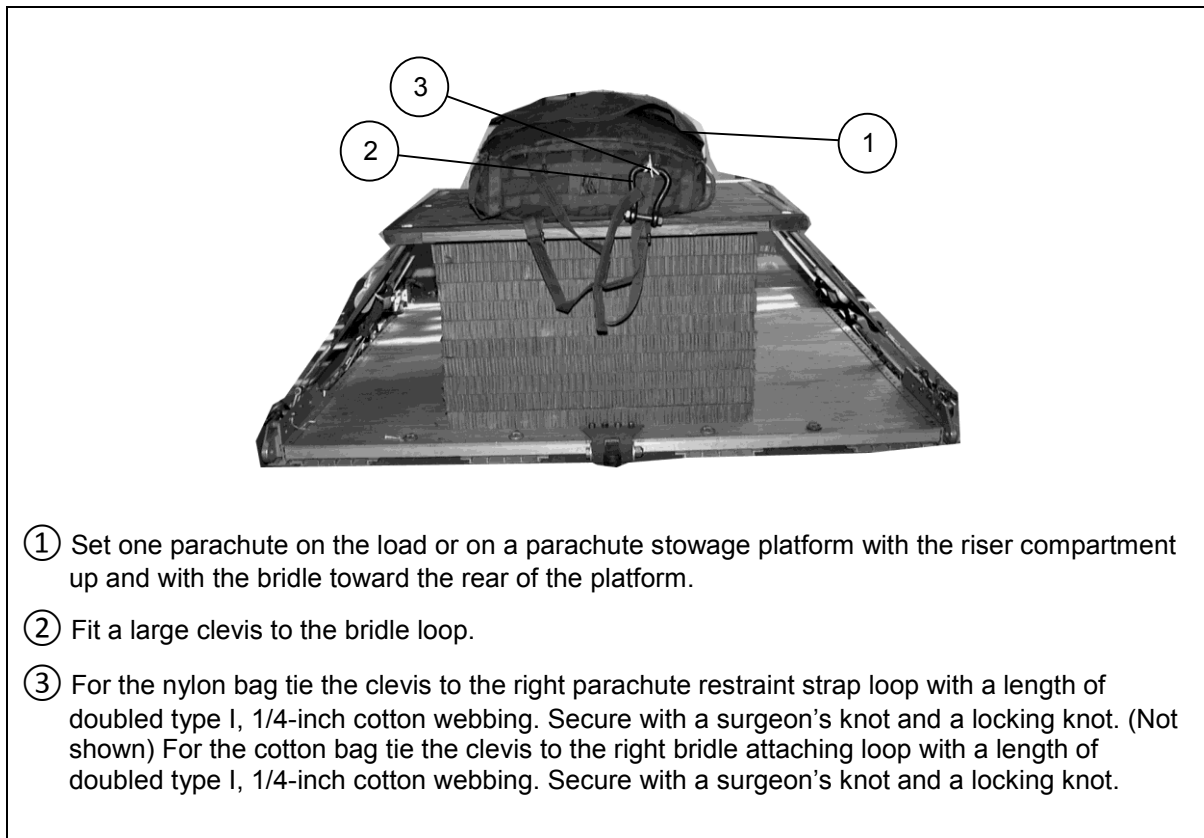 3
2
1
① Set one parachute on the load or on a parachute stowage platform with the riser compartment
up and with the bridle toward the rear of the platform.
② Fit a large clevis to the bridle loop.
③ For the nylon bag tie the clevis to the right parachute restraint strap loop with a length of
doubled type I, 1/4-inch cotton webbing. Secure with a surgeon’s knot and a locking knot. (Not
shown) For the cotton bag tie the clevis to the right bridle attaching loop with a length of
doubled type I, 1/4-inch cotton webbing. Secure with a surgeon’s knot and a locking knot.